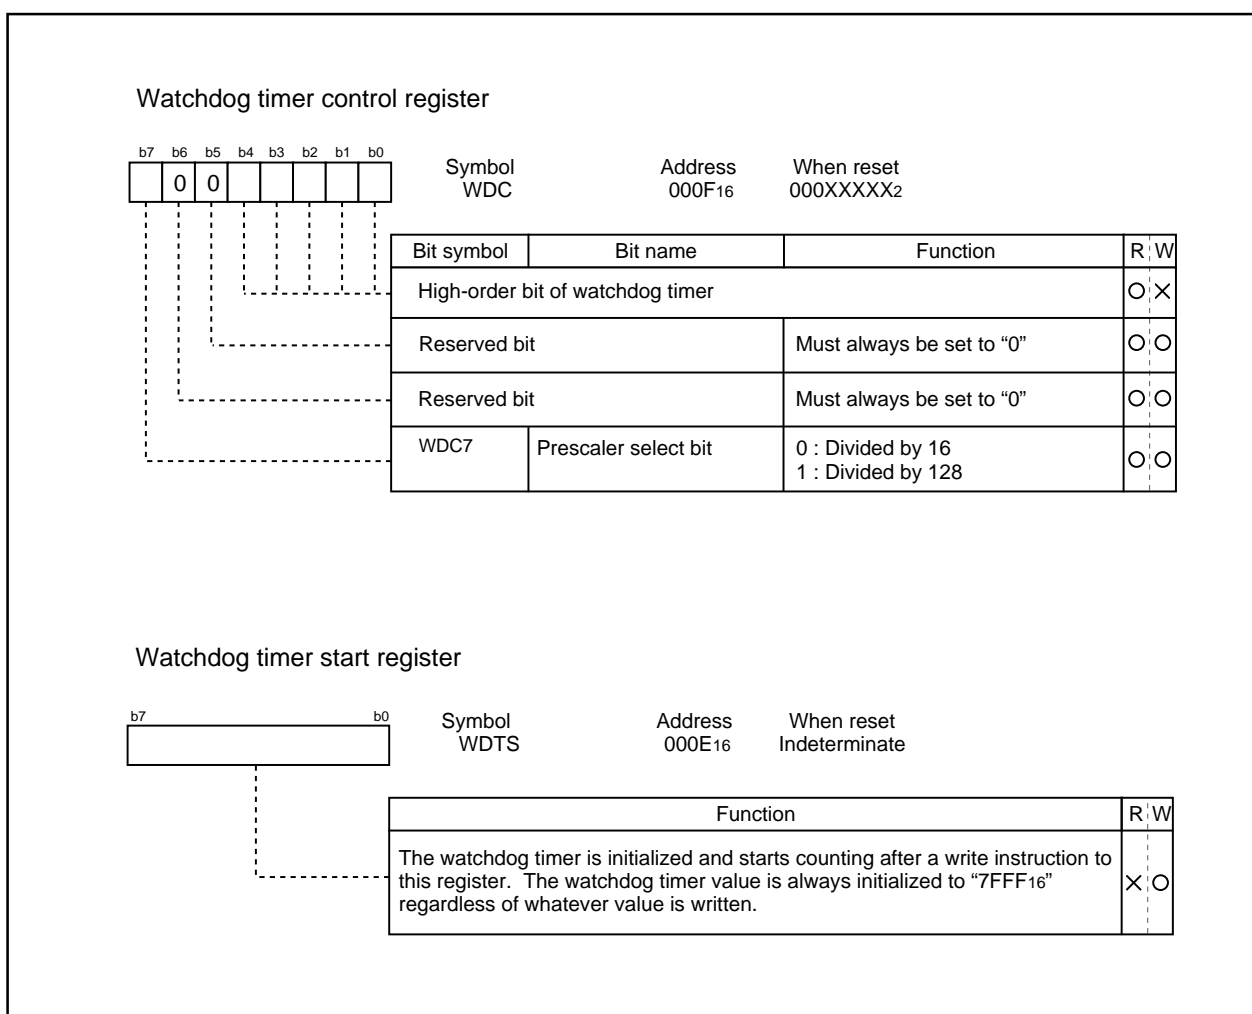 Watchdog timer control register
b7 b6 b5 b4 b3 b2 b1 b0
0 0
Symbol Address When reset
WDC 000F16 000XXXXX2
Bit symbol Bit name Function R W
High-order bit of watchdog timer
Reserved bit Must always be set to “0”
Reserved bit Must always be set to “0”
WDC7 Prescaler select bit 0 : Divided by 16
1 : Divided by 128
Watchdog timer start register
b7 b0
Symbol Address When reset
WDTS 000E16 Indeterminate
Function R W
The watchdog timer is initialized and starts counting after a write instruction to
this register. The watchdog timer value is always initialized to “7FFF16”
regardless of whatever value is written.